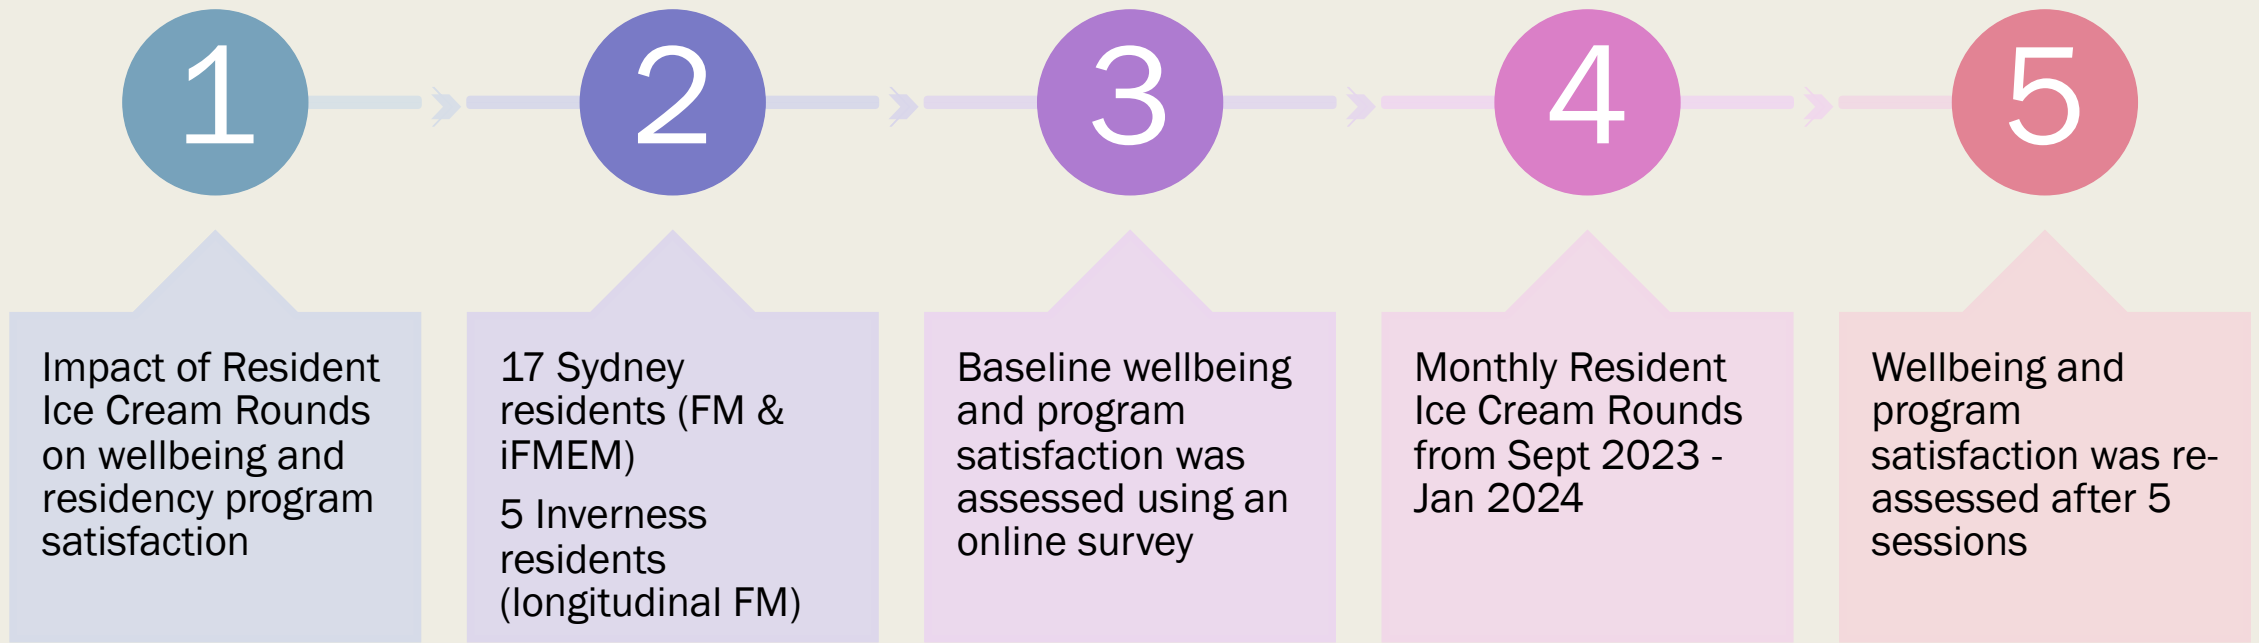 1
2
3
4
5
Impact of Resident
Ice Cream Rounds
on wellbeing and
residency program
satisfaction
17 Sydney
residents (FM &
iFMEM)
5 Inverness
residents
(longitudinal FM)
Baseline wellbeing
and program
satisfaction was
assessed using an
online survey
Monthly Resident
Ice Cream Rounds
from Sept 2023 -
Jan 2024
Wellbeing and
program
satisfaction was re-
assessed after 5
sessions